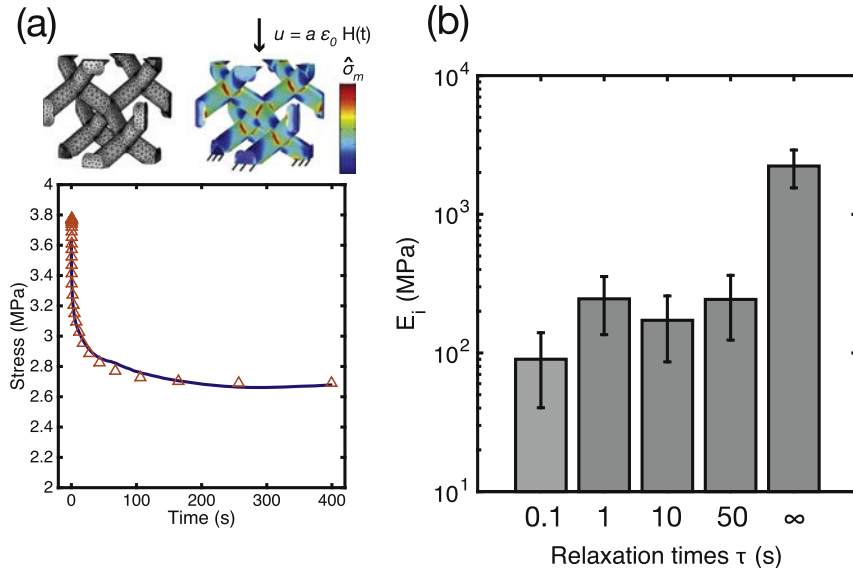 (a)
u = a ε0 H(t)
σ̂m
4
3.8
3.6
3.4
3.2
3
2.8
2.6
2.4
2.2
2
Stress (MPa)
0 100 200 300 400
Time (s)
(b)
10^4
10^3
10^2
10^1
Ei (MPa)
0.1 1 10 50 ∞
Relaxation times τ (s)